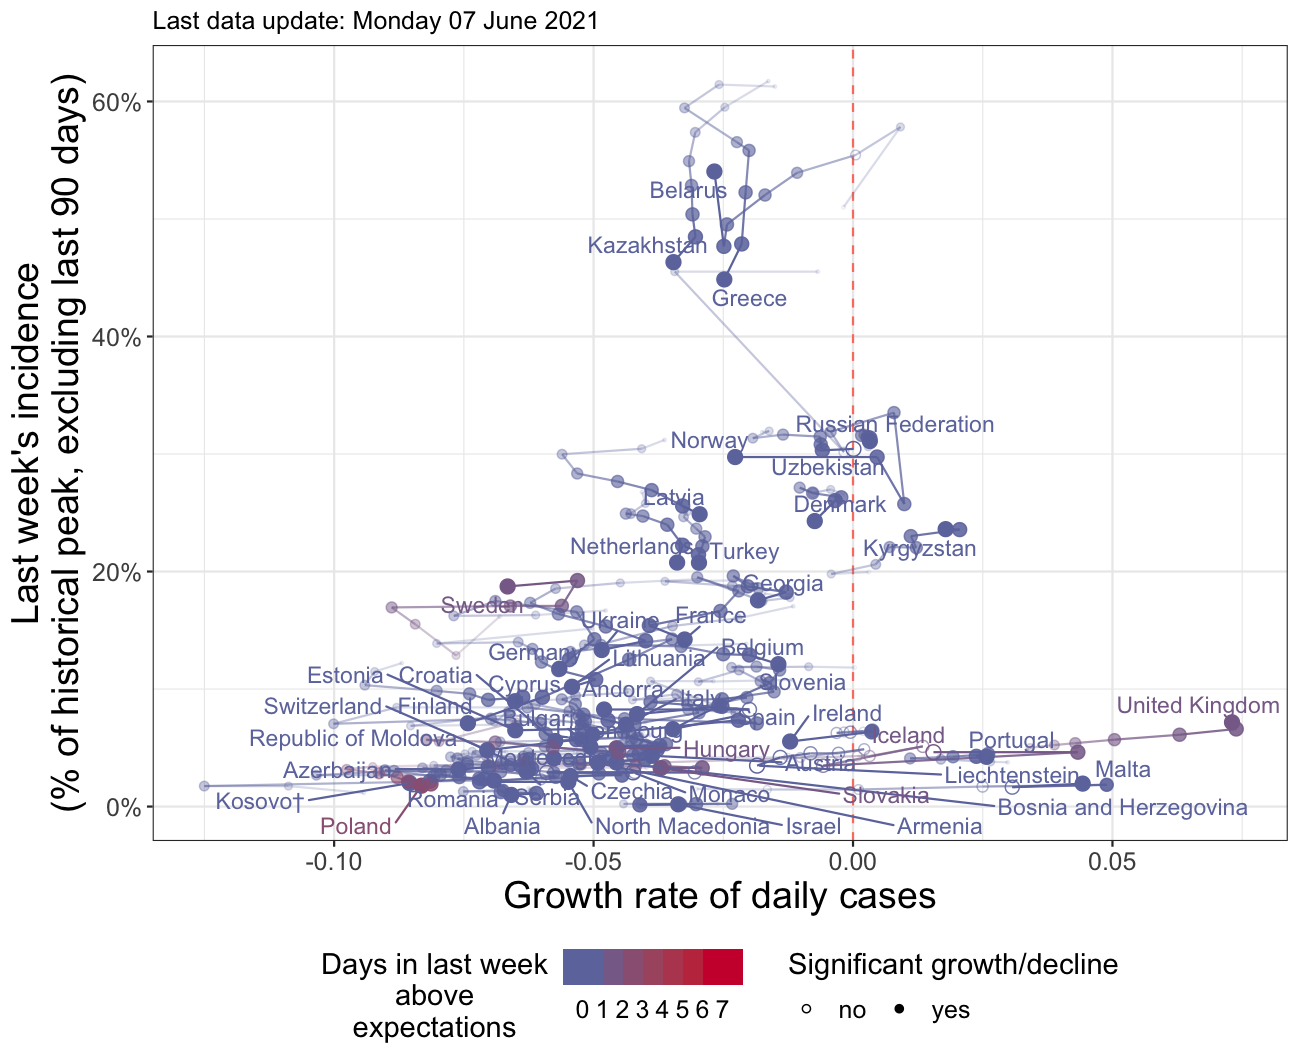 Last data update: Monday 07 June 2021
Last week's incidence
(% of historical peak, excluding last 90 days)
60%
40%
20%
0%
Belarus
Kazakhstan
Greece
Russian Federation
Norway
Uzbekistan
Latvia
Denmark
Netherlands
Turkey
Kyrgyzstan
Georgia
Sweden
Ukraine
France
Germany
Lithuania
Belgium
Estonia
Croatia
Cyprus
Andorra
Slovenia
Switzerland
Finland
Italy
United Kingdom
Bulgaria
Spain
Ireland
Republic of Moldova
Hungary
Iceland
Portugal
Azerbaijan
Austria
Liechtenstein
Malta
Kosovo†
Romania
Serbia
Czechia
Monaco
Slovakia
Bosnia and Herzegovina
Poland
Albania
North Macedonia
Israel
Armenia
-0.10
-0.05
0.00
0.05
Growth rate of daily cases
Days in last week
above
expectations
0 1 2 3 4 5 6 7
Significant growth/decline
no
yes